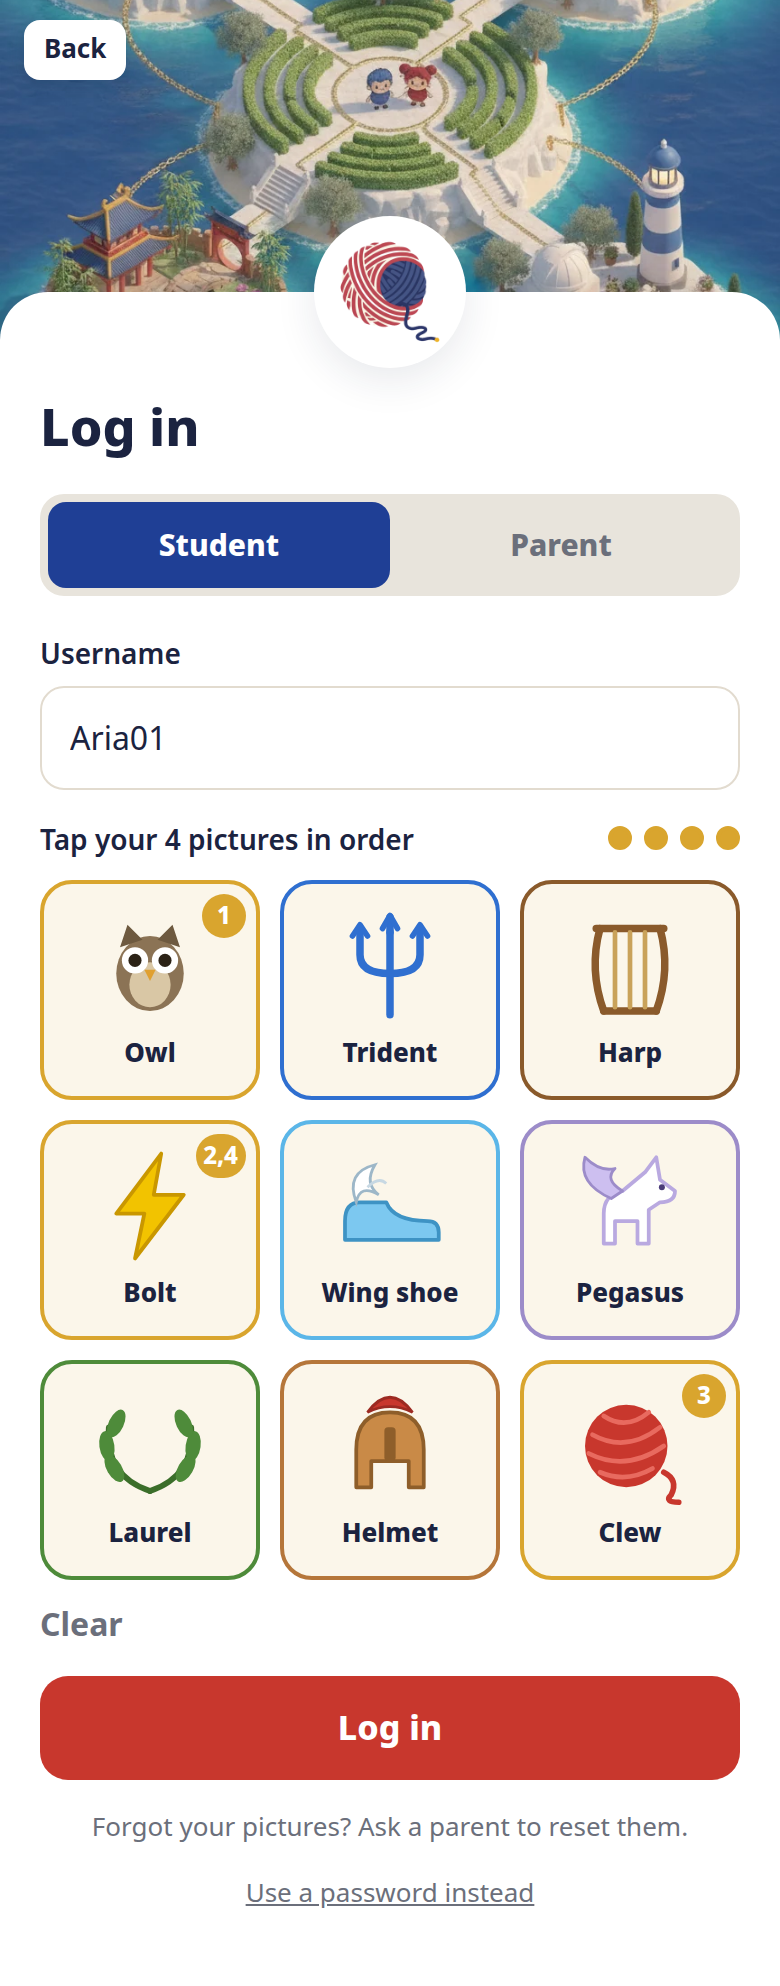 Back
Log in
Student
Parent
Username
Aria01
Tap your 4 pictures in order
1
Owl
Trident
Harp
2,4
Bolt
Wing shoe
Pegasus
Laurel
Helmet
3
Clew
Clear
Log in
Forgot your pictures? Ask a parent to reset them.
Use a password instead